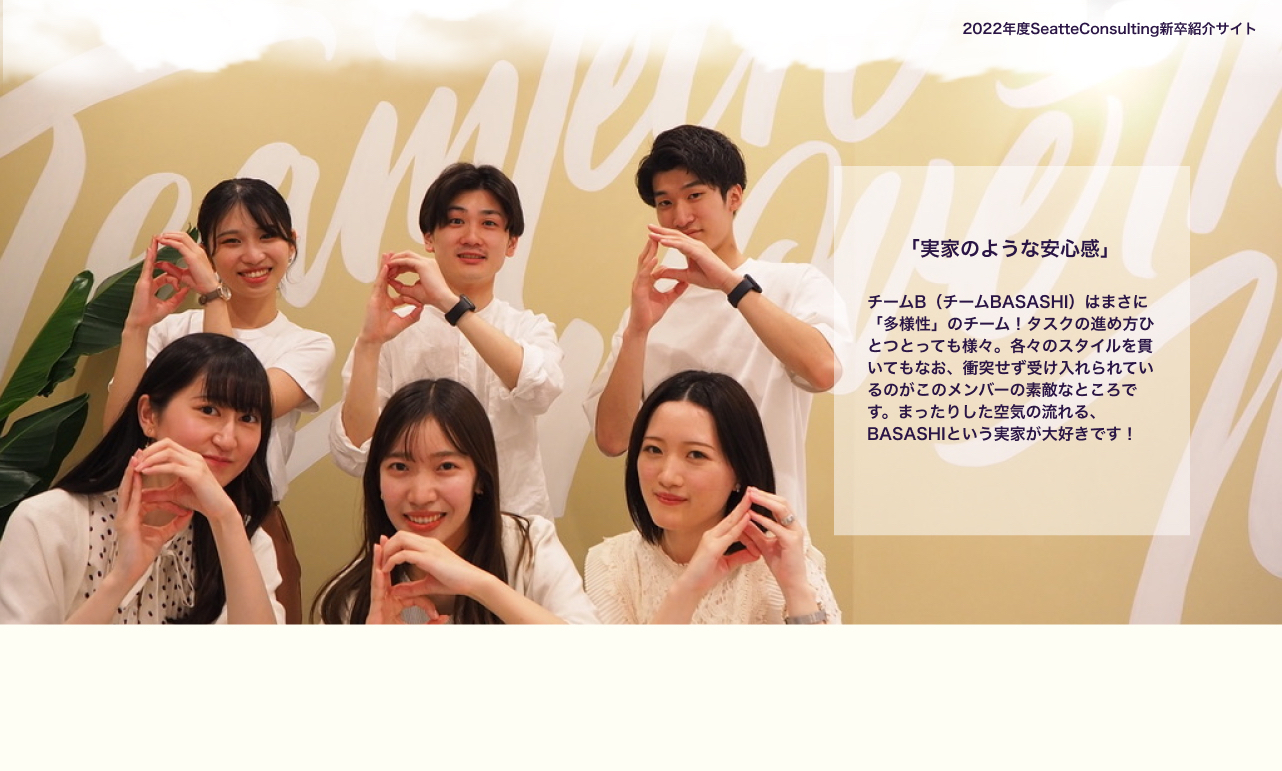 2022年度SeatteConsulting新卒紹介サイト
「実家のような安心感」
チームB（チームBASASHI）はまさに
「多様性」のチーム！タスクの進め方ひ
とつとっても様々。各々のスタイルを貫
いてもなお、衝突せず受け入れられてい
るのがこのメンバーの素敵なところで
す。まったりした空気の流れる、
BASASHIという実家が大好きです！